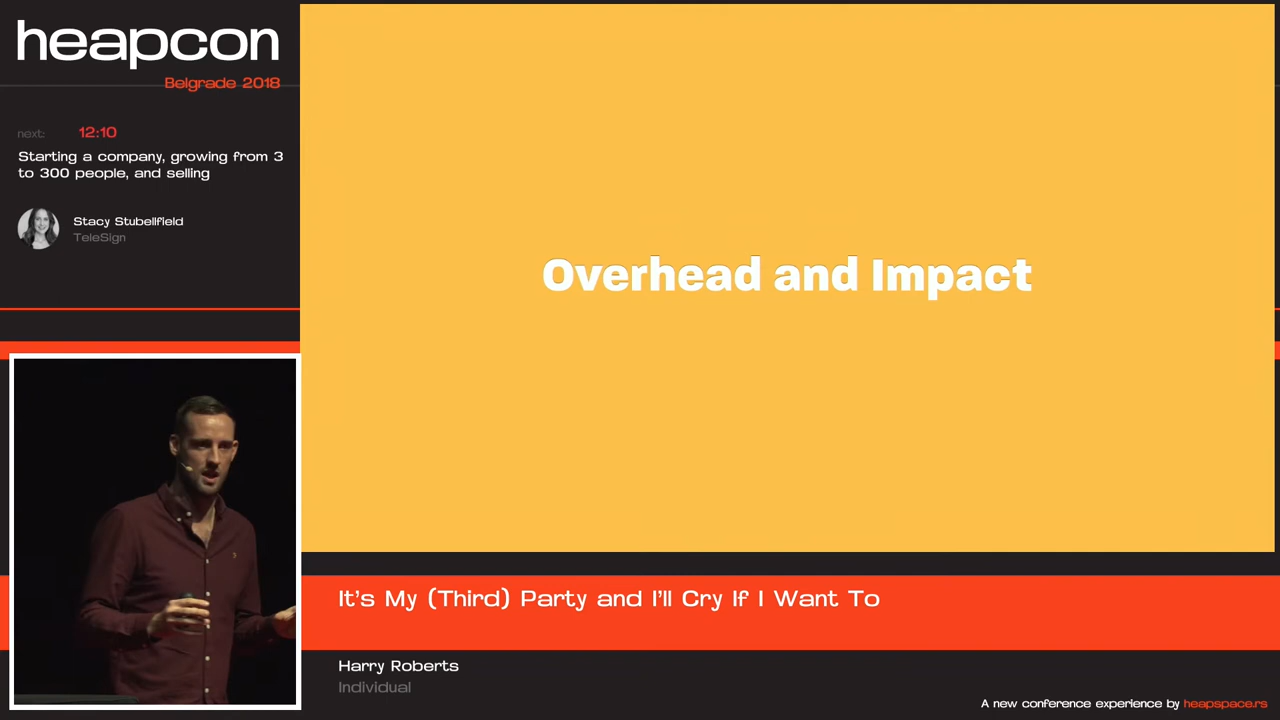 heapcon
Belgrade 2018
next: 12:10
Starting a company, growing from 3
to 300 people, and selling
Stacy Stubellfield
TeleSign
Overhead and Impact
It's My (Third) Party and I'll Cry If I Want To
Harry Roberts
Individual
A new conference experience by heapspace.rs